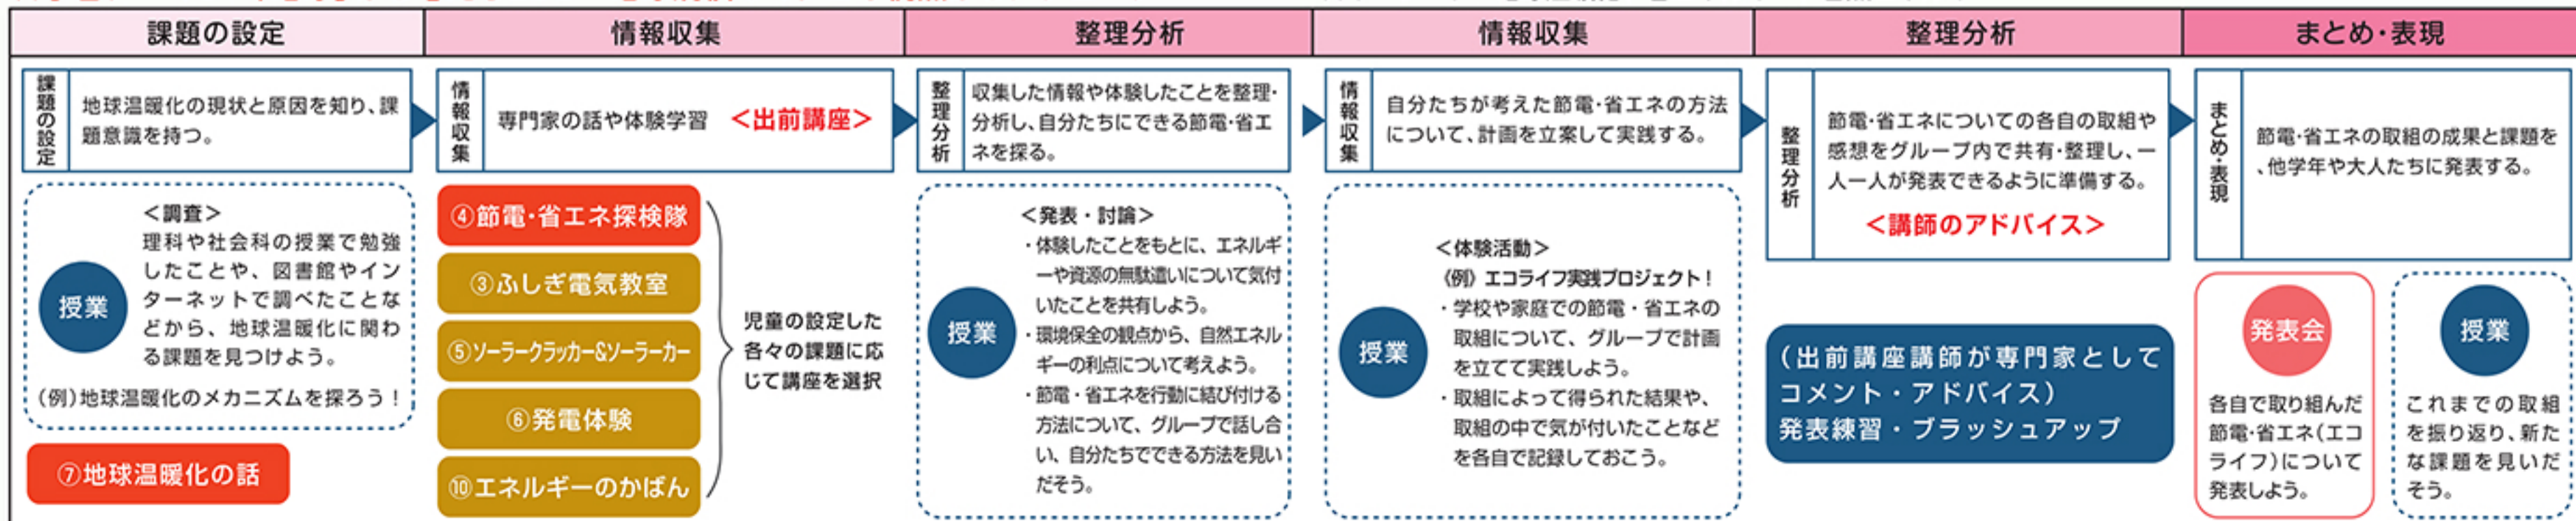 課題の設定
情報収集
整理分析
情報収集
整理分析
まとめ・表現
課題の設定
地球温暖化の現状と原因を知り、課
題意識を持つ。
情報収集
専門家の話や体験学習 <出前講座>
整理分析
収集した情報や体験したことを整理・
分析し、自分たちにできる節電・省エ
ネを探る。
情報収集
自分たちが考えた節電・省エネの方法
について、計画を立案して実践する。
整理分析
節電・省エネについての各自の取組や
感想をグループ内で共有・整理し、一
人一人が発表できるように準備する。
<講師のアドバイス>
まとめ・表現
節電・省エネの取組の成果と課題を
、他学年や大人たちに発表する。
授業
<調査>
理科や社会科の授業で勉強
したことや、図書館やイン
ターネットで調べたことな
どから、地球温暖化に関わ
る課題を見つけよう。
(例)地球温暖化のメカニズムを探ろう!
⑦地球温暖化の話
④節電・省エネ探検隊
③ふしぎ電気教室
⑤ソーラークラッカー&ソーラーカー
⑥発電体験
⑩エネルギーのかばん
児童の設定した
各々の課題に応
じて講座を選択
授業
<発表・討論>
・体験したことをもとに、エネルギ
ーや資源の無駄遣いについて気付
いたことを共有しよう。
・環境保全の観点から、自然エネル
ギーの利点について考えよう。
・節電・省エネを行動に結び付ける
方法について、グループで話し合
い、自分たちでできる方法を見い
だそう。
授業
<体験活動>
《例》エコライフ実践プロジェクト!
・学校や家庭での節電・省エネの
取組について、グループで計画
を立てて実践しよう。
・取組によって得られた結果や、
取組の中で気が付いたことなど
を各自で記録しておこう。
(出前講座講師が専門家として
コメント・アドバイス)
発表練習・ブラッシュアップ
発表会
各自で取り組んだ
節電・省エネ(エコ
ライフ)について
発表しよう。
授業
これまでの取組
を振り返り、新た
な課題を見いだ
そう。